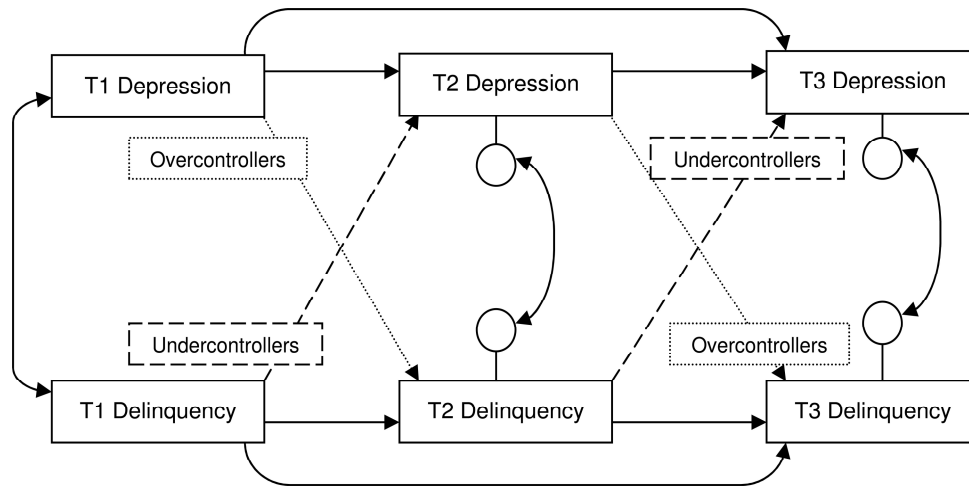 T1 Depression
T2 Depression
T3 Depression
Overcontrollers
Undercontrollers
Undercontrollers
Overcontrollers
T1 Delinquency
T2 Delinquency
T3 Delinquency